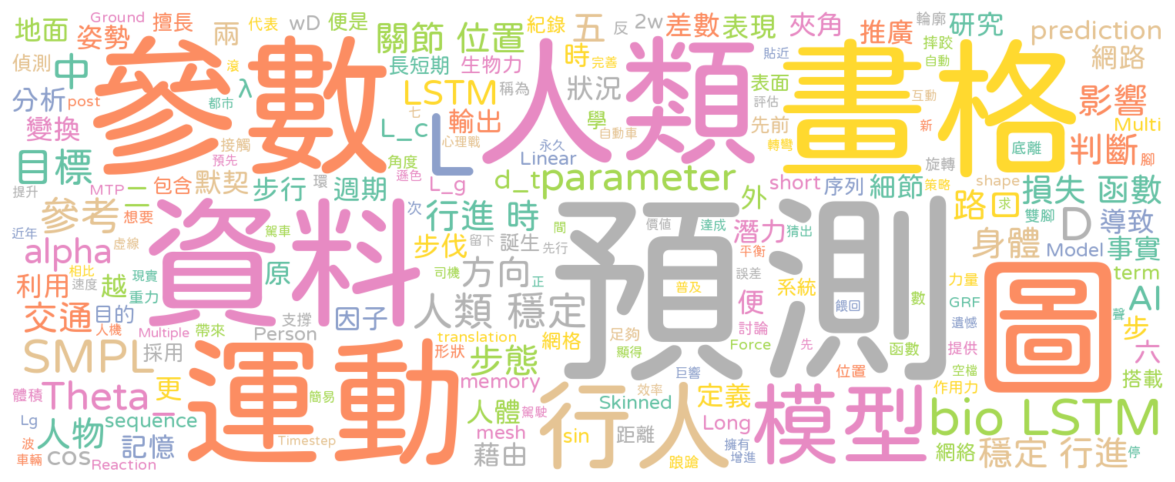 地面 Ground 擅長 代表 wD 便是 紀錄 反 2w 差數 表現 夾角 輪廓 摔跤 研究 prediction
姿勢 兩 關節 位置 五 貼近 自動 推廣 網路
偵測 中 參數 長短期 生物力 時 完善 人類 畫格 互動
分析 post 都市 滾 λ LSTM 稱為 狀況 表面 評估 影響
變換 接觸 L_c 輸出 L 七 心理戰 永久 自動車 學 先前 轉彎 新 底離 Multi
目標 預先 角度 遜色 Linear 旋轉 判斷 腳
提升 MTP 二 包含 默契 步行 環 週期 L_g d_t parameter 外 short 序列 細節 策略 shape 損失 函數
參考 想要 資料 次 行進 時 間 價值 達成 猜出 潛力 路 口 求 雙腳 D 導致
近年 虛線 駕車 步伐 留下 誕生 先行 預測 平衡 身體 Model 事實
alpha 相比 現實 原 司機 方向 正 誤差 系統 力量 term
利用 速度 越 重力 普及 餵回 數 GRF AI
交通 目的 帶來 因子 人類 穩定 便 圖 遺憾 聲
人機 Multiple Person 支撐 translation 網格 足夠 討論 先 函數 提供 步 六
SMPL 採用 運動 形狀 步態 顯得 Force 位置 空檔 搭載
體積 Theta_ 更 簡易 memory 巨響 作用力
Lg 人物 sequence 人體 駕駛 行人 效率 Skinned 定義 模型 bio LSTM
波 記憶 Timestep mesh sin 距離 Long 擁有 網絡 穩定 行進
車輛 cos Reaction 藉由 踉蹌 增進 停